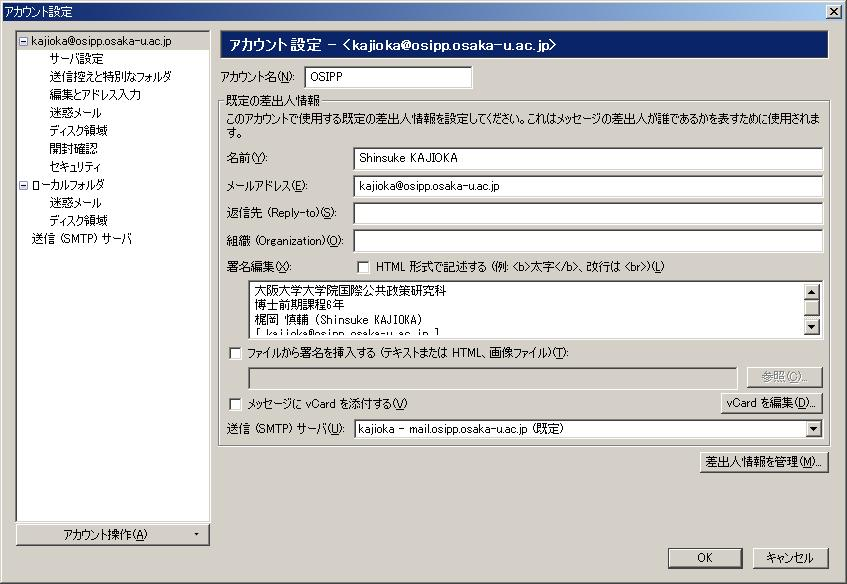 アカウント設定
kajioka@osipp.osaka-u.ac.jp
サーバ設定
送信控えと特別なフォルダ
編集とアドレス入力
迷惑メール
ディスク領域
開封確認
セキュリティ
ローカルフォルダ
迷惑メール
ディスク領域
送信 (SMTP) サーバ
アカウント操作(A)
アカウント設定 - <kajioka@osipp.osaka-u.ac.jp>
アカウント名(N): OSIPP
既定の差出人情報
このアカウントで使用する既定の差出人情報を設定してください。これはメッセージの差出人が誰であるかを表すために使用されま
す。
名前(Y): Shinsuke KAJIOKA
メールアドレス(E): kajioka@osipp.osaka-u.ac.jp
返信先 (Reply-to)(S):
組織 (Organization)(O):
署名編集(X): HTML 形式で記述する (例: <b>太字</b>、改行は <br>)(L)
大阪大学大学院国際公共政策研究科
博士前期課程6年
梶岡 慎輔 (Shinsuke KAJIOKA)
[ kajioka@osipp.osaka-u.ac.jp ]
ファイルから署名を挿入する (テキストまたは HTML、画像ファイル)(T):
参照(C)...
メッセージに vCard を添付する(V)
vCard を編集(D)...
送信 (SMTP) サーバ(U): kajioka - mail.osipp.osaka-u.ac.jp (既定)
差出人情報を管理(M)...
OK
キャンセル